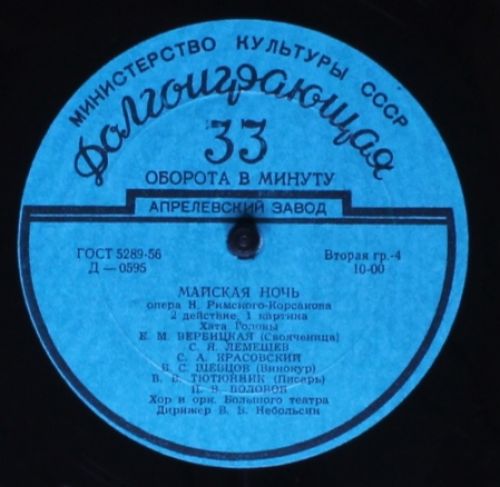 МИНИСТЕРСТВО КУЛЬТУРЫ СССР
Долгоиграющая
33
ОБОРОТА В МИНУТУ
АПРЕЛЕВСКИЙ ЗАВОД
ГОСТ 5289-56
Д — 0595
Вторая гр.-4
10-00
МАЙСКАЯ НОЧЬ
опера Н. Римского-Корсакова
2 действие, 1 картина
Хата Головы
Е. М. ВЕРБИЦКАЯ (Свояченица)
С. Я. ЛЕМЕШЕВ
С. А. КРАСОВСКИЙ
В. С. ШЕВЦОВ (Винокур)
В. В. ТЮТЮННИК (Писарь)
П. В. ВОЛОВОВ
Хор и орк. Большого театра
Дирижер В. В. Небольсин